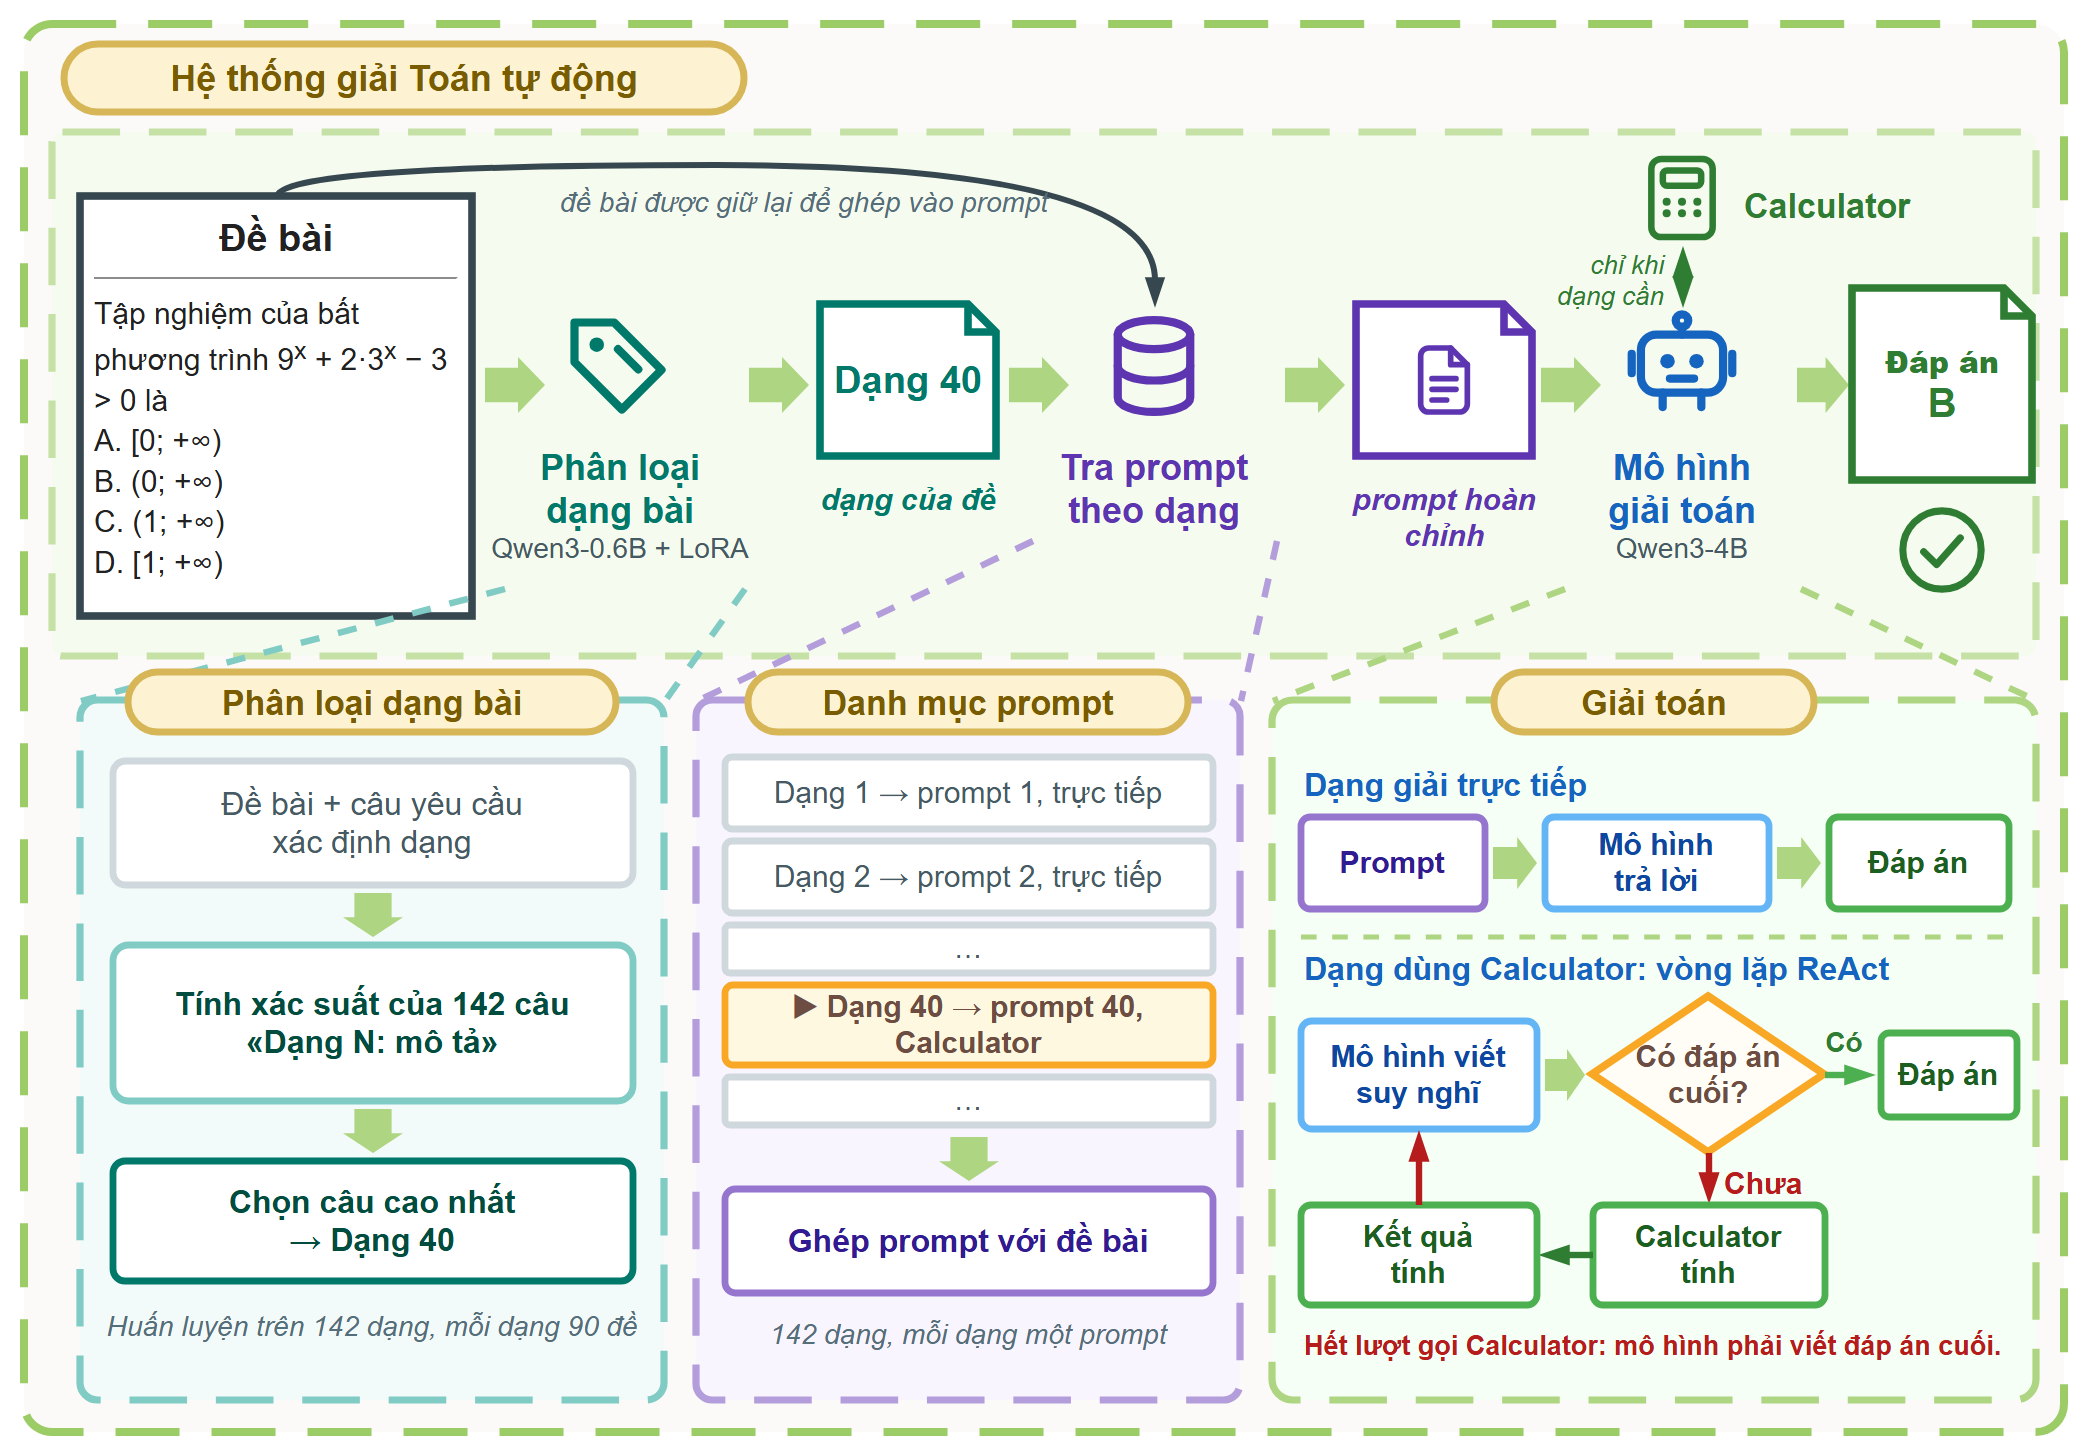 Hệ thống giải Toán tự động
đề bài được giữ lại để ghép vào prompt
Calculator
chỉ khi
dạng cần
Đề bài
Tập nghiệm của bất
phương trình 9ˣ + 2·3ˣ − 3
> 0 là
A. [0; +∞)
B. (0; +∞)
C. (1; +∞)
D. [1; +∞)
Phân loại
dạng bài
Qwen3-0.6B + LoRA
Dạng 40
dạng của đề
Tra prompt
theo dạng
prompt hoàn
chỉnh
Mô hình
giải toán
Qwen3-4B
Đáp án
B
Phân loại dạng bài
Đề bài + câu yêu cầu
xác định dạng
Tính xác suất của 142 câu
«Dạng N: mô tả»
Chọn câu cao nhất
→ Dạng 40
Huấn luyện trên 142 dạng, mỗi dạng 90 đề
Danh mục prompt
Dạng 1 → prompt 1, trực tiếp
Dạng 2 → prompt 2, trực tiếp
...
▶ Dạng 40 → prompt 40,
Calculator
...
Ghép prompt với đề bài
142 dạng, mỗi dạng một prompt
Giải toán
Dạng giải trực tiếp
Prompt
Mô hình
trả lời
Đáp án
Dạng dùng Calculator: vòng lặp ReAct
Mô hình viết
suy nghĩ
Có đáp án
cuối?
Có
Đáp án
Chưa
Kết quả
tính
Calculator
tính
Hết lượt gọi Calculator: mô hình phải viết đáp án cuối.